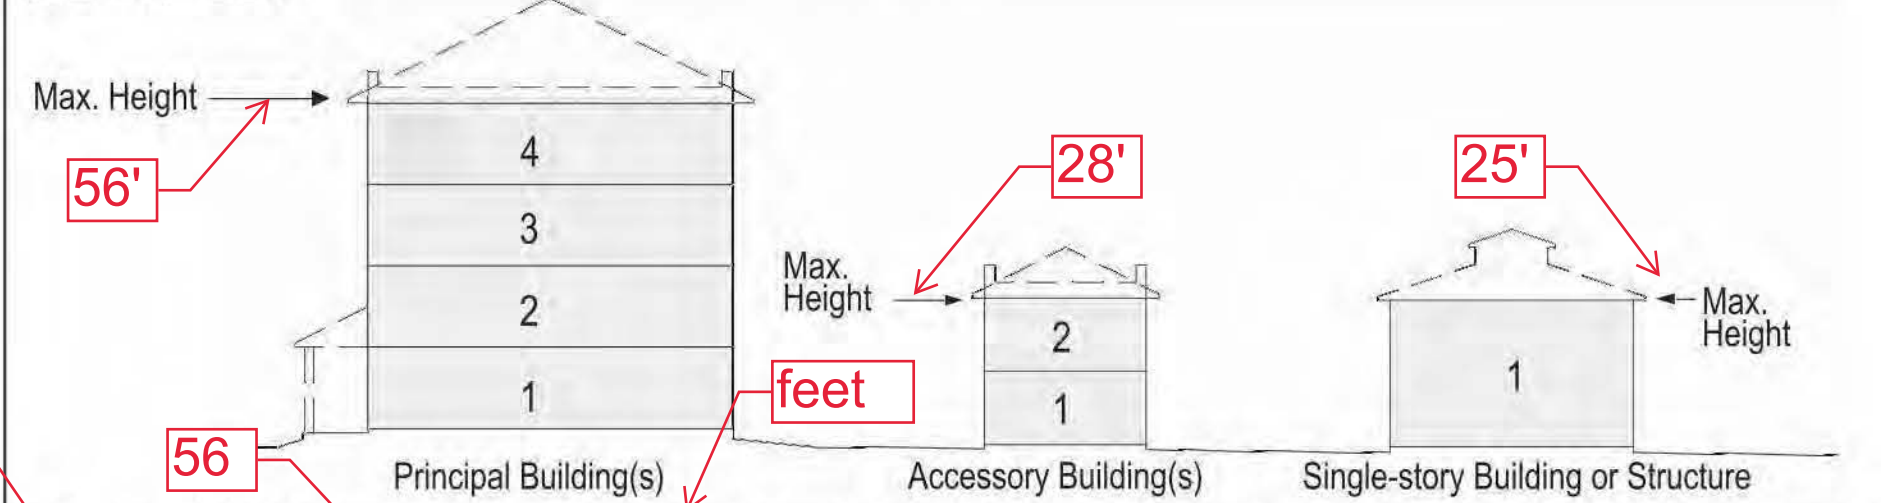 Max. Height
56'
4
3
2
1
56
feet
Principal Building(s)
28'
Max.
Height
2
1
Accessory Building(s)
25'
Max.
Height
1
Single-story Building or Structure